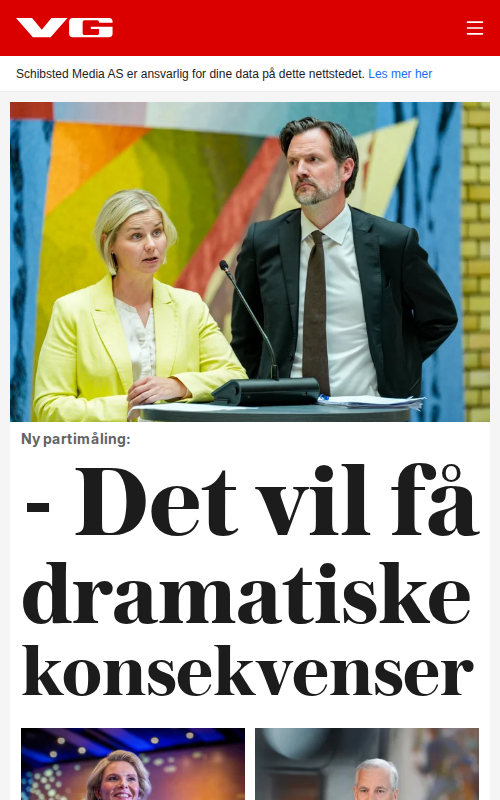 VG
Schibsted Media AS er ansvarlig for dine data på dette nettstedet. Les mer her
Ny partimåling:
- Det vil få
dramatiske
konsekvenser